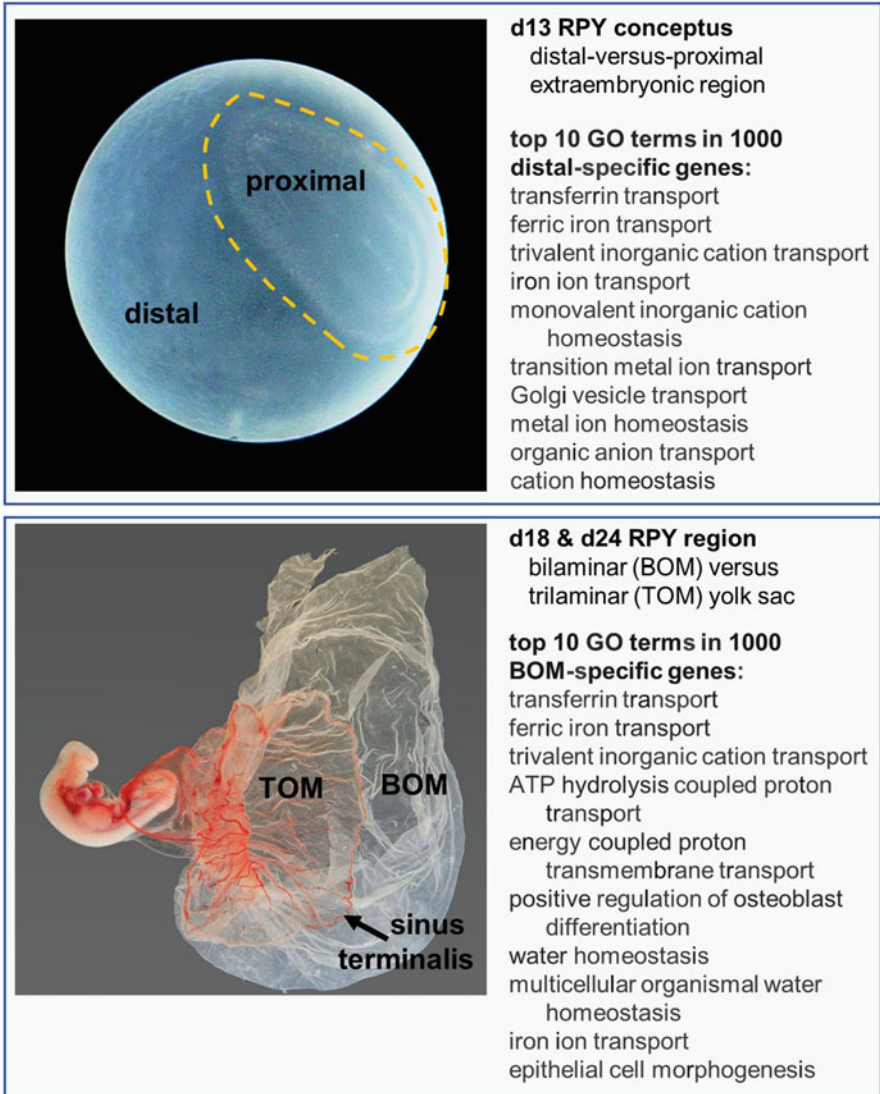 proximal
distal
d13 RPY conceptus
distal-versus-proximal
extraembryonic region
top 10 GO terms in 1000
distal-specific genes:
transferrin transport
ferric iron transport
trivalent inorganic cation transport
iron ion transport
monovalent inorganic cation
homeostasis
transition metal ion transport
Golgi vesicle transport
metal ion homeostasis
organic anion transport
cation homeostasis
TOM
BOM
sinus
terminalis
d18 & d24 RPY region
bilaminar (BOM) versus
trilaminar (TOM) yolk sac
top 10 GO terms in 1000
BOM-specific genes:
transferrin transport
ferric iron transport
trivalent inorganic cation transport
ATP hydrolysis coupled proton
transport
energy coupled proton
transmembrane transport
positive regulation of osteoblast
differentiation
water homeostasis
multicellular organismal water
homeostasis
iron ion transport
epithelial cell morphogenesis